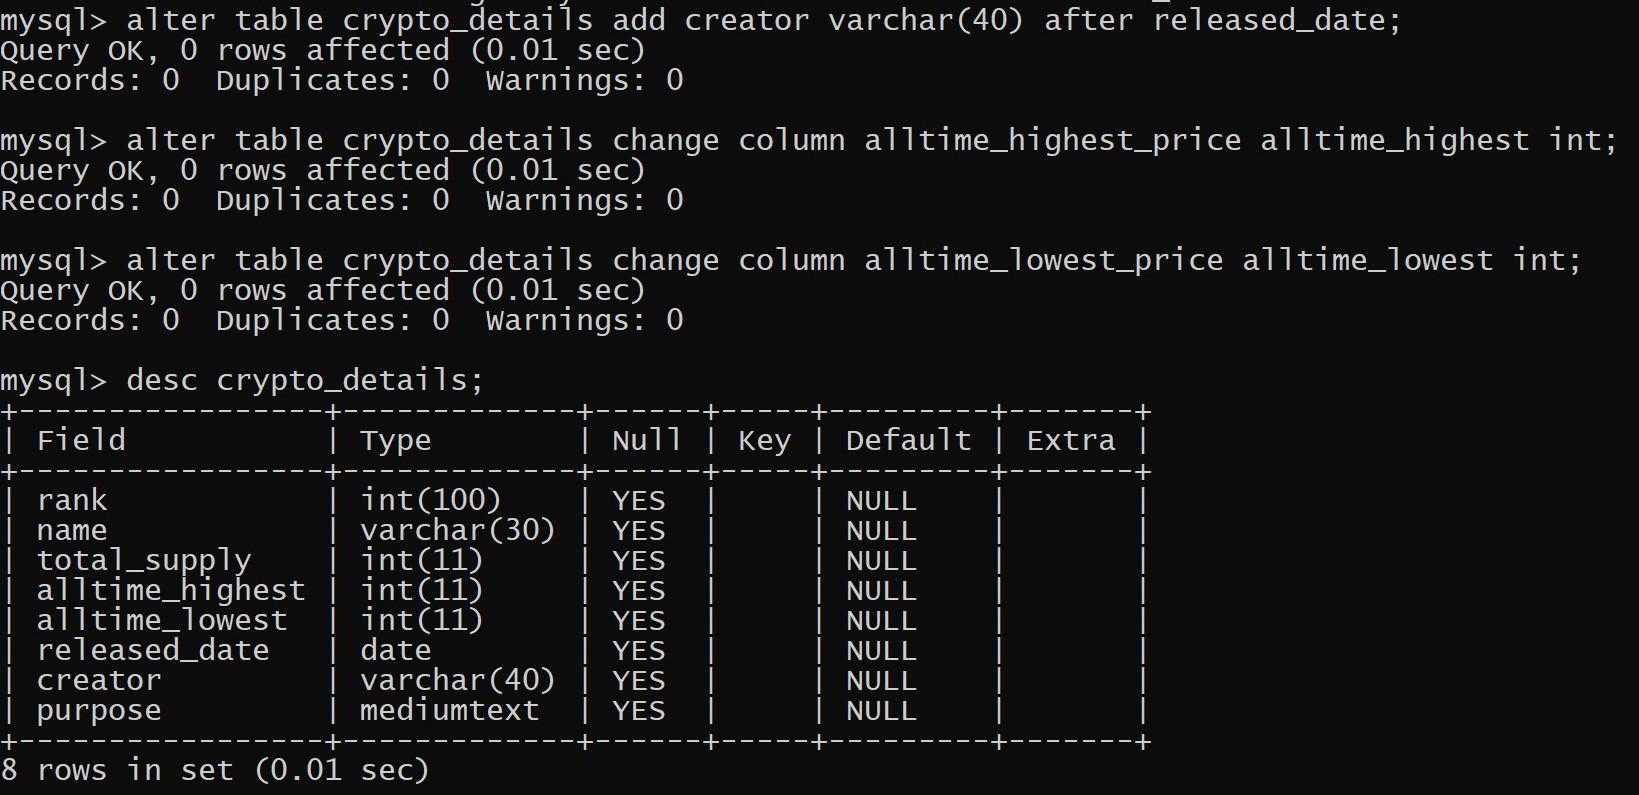 mysql> alter table crypto_details add creator varchar(40) after released_date;
Query OK, 0 rows affected (0.01 sec)
Records: 0  Duplicates: 0  Warnings: 0
mysql> alter table crypto_details change column alltime_highest_price alltime_highest int;
Query OK, 0 rows affected (0.01 sec)
Records: 0  Duplicates: 0  Warnings: 0
mysql> alter table crypto_details change column alltime_lowest_price alltime_lowest int;
Query OK, 0 rows affected (0.01 sec)
Records: 0  Duplicates: 0  Warnings: 0
mysql> desc crypto_details;
+-----------------+-------------+------+-----+---------+-------+
| Field           | Type        | Null | Key | Default | Extra |
+-----------------+-------------+------+-----+---------+-------+
| rank            | int(100)    | YES  |     | NULL    |       |
| name            | varchar(30) | YES  |     | NULL    |       |
| total_supply    | int(11)     | YES  |     | NULL    |       |
| alltime_highest | int(11)     | YES  |     | NULL    |       |
| alltime_lowest  | int(11)     | YES  |     | NULL    |       |
| released_date   | date        | YES  |     | NULL    |       |
| creator         | varchar(40) | YES  |     | NULL    |       |
| purpose         | mediumtext  | YES  |     | NULL    |       |
+-----------------+-------------+------+-----+---------+-------+
8 rows in set (0.01 sec)